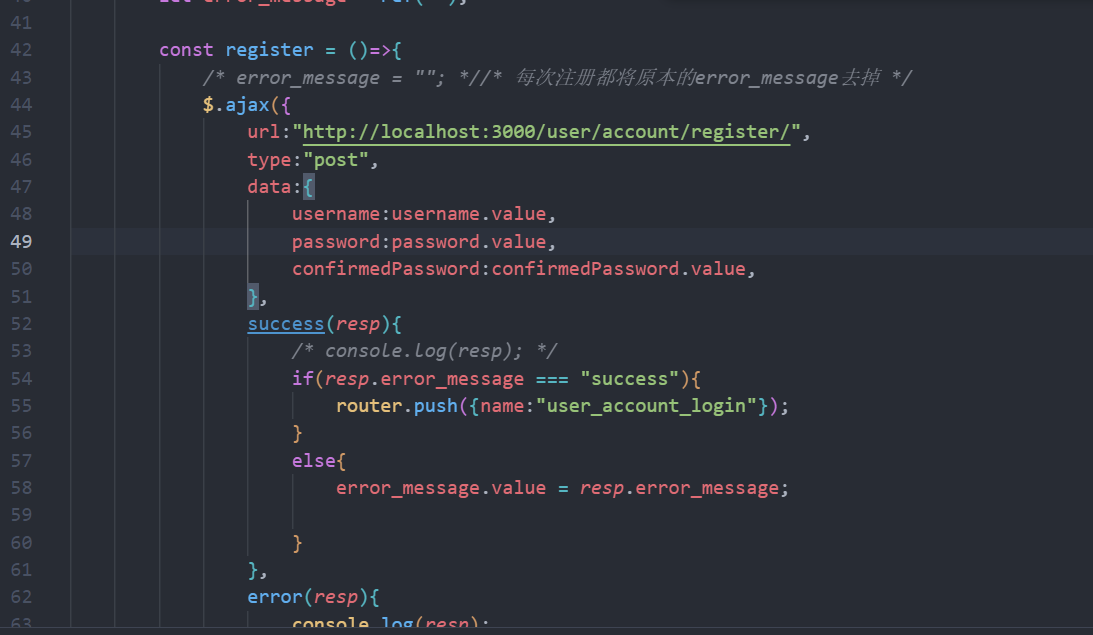 41
42 const register = ()=>{
43 /* error_message = ""; *//* 每次注册都将原本的error_message去掉 */
44 $.ajax({
45 url:"http://localhost:3000/user/account/register/",
46 type:"post",
47 data:{
48 username:username.value,
49 password:password.value,
50 confirmedPassword:confirmedPassword.value,
51 },
52 success(resp){
53 /* console.log(resp); */
54 if(resp.error_message === "success"){
55 router.push({name:"user_account_login"});
56 }
57 else{
58 error_message.value = resp.error_message;
59
60 }
61 },
62 error(resp){
63 console.log(resp);